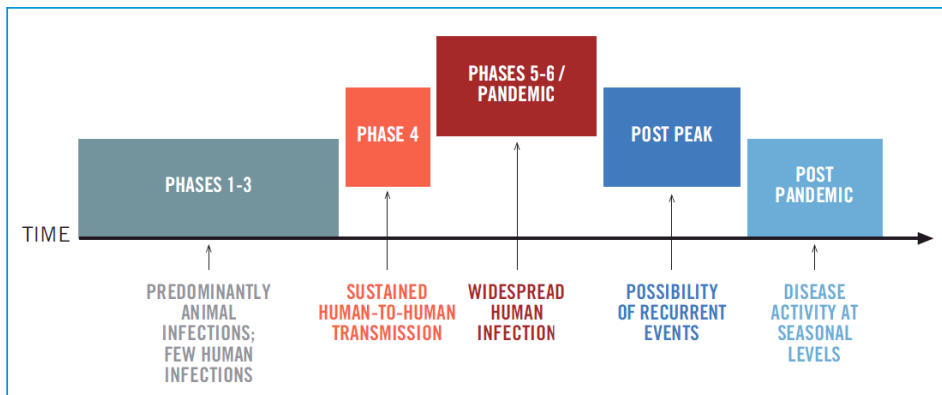 PHASES 5-6 /
PANDEMIC
PHASE 4
POST PEAK
PHASES 1-3
POST
PANDEMIC
TIME
PREDOMINANTLY
ANIMAL
INFECTIONS;
FEW HUMAN
INFECTIONS
SUSTAINED
HUMAN-TO-HUMAN
TRANSMISSION
WIDESPREAD
HUMAN
INFECTION
POSSIBILITY
OF RECURRENT
EVENTS
DISEASE
ACTIVITY AT
SEASONAL
LEVELS